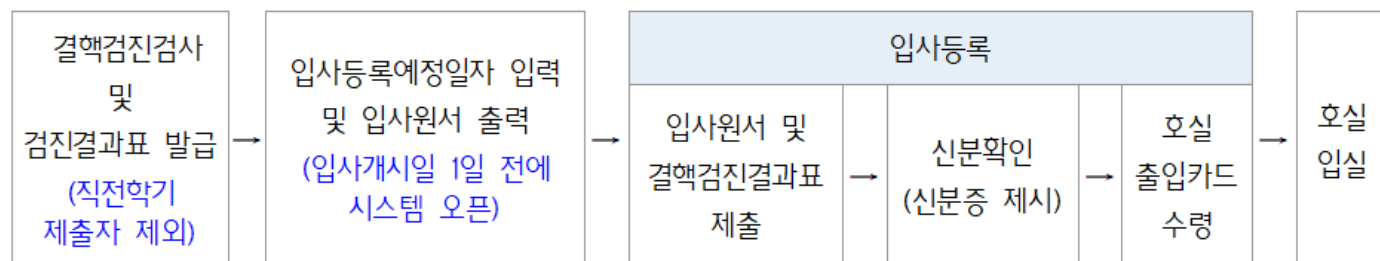 결핵검진검사
및
검진결과표 발급
(직전학기
제출자 제외)
→
입사등록예정일자 입력
및 입사원서 출력
(입사개시일 1일 전에
시스템 오픈)
→
입사등록
입사원서 및
결핵검진결과표
제출
→
신분확인
(신분증 제시)
→
호실
출입카드
수령
→
호실
입실